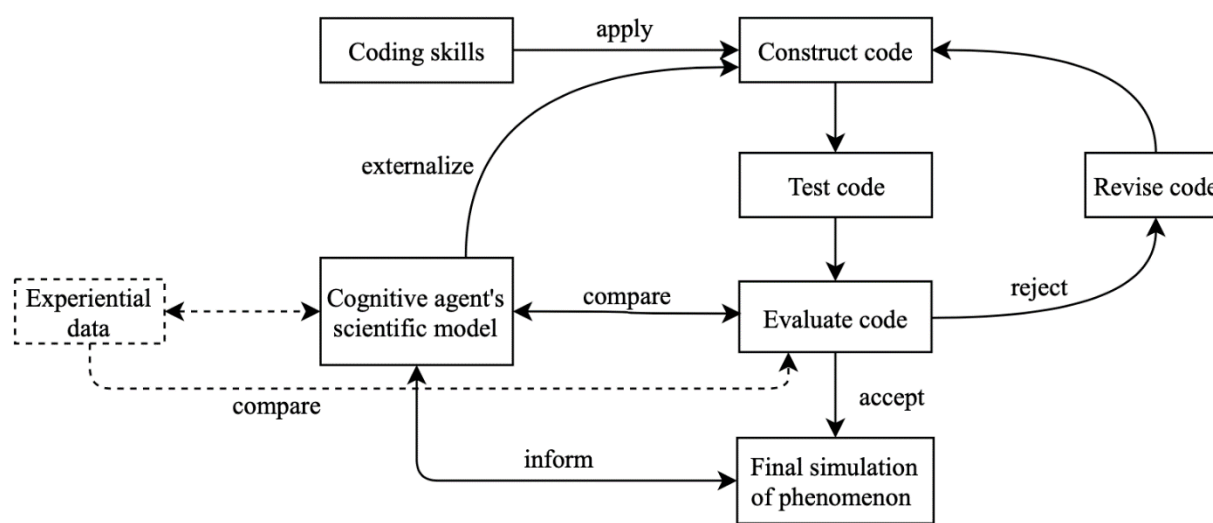 apply
Coding skills
Construct code
externalize
Test code
Revise code
Experiential
data
Cognitive agent's
scientific model
compare
Evaluate code
reject
compare
accept
inform
Final simulation
of phenomenon